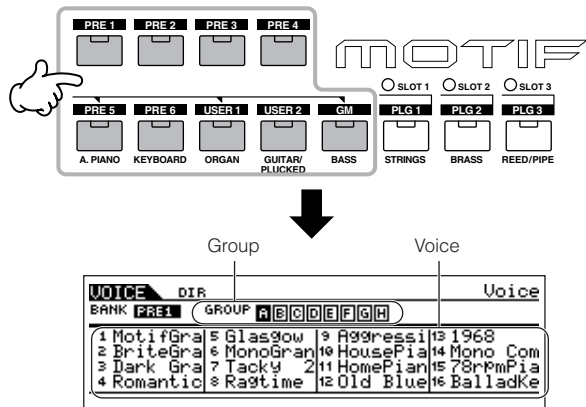 PRE 1 PRE 2 PRE 3 PRE 4
MOTIF
SLOT 1 SLOT 2 SLOT 3
PRE 5 PRE 6 USER 1 USER 2 GM PLG 1 PLG 2 PLG 3
A. PIANO KEYBOARD ORGAN GUITAR/ BASS STRINGS BRASS REED/PIPE
PLUCKED
Group Voice
VOICE DIR Voice
BANK PRE1 GROUP A B C D E F G H
1 MotifGra 5 Glasgow 9 Aggressi 13 1968
2 BriteGra 6 MonoGran 10 HousePia 14 Mono Com
3 Dark Gra 7 Tacky 2 11 HomePian 15 78rpmPia
4 Romantic 8 Ragtime 12 Old Blue 16 BalladKe